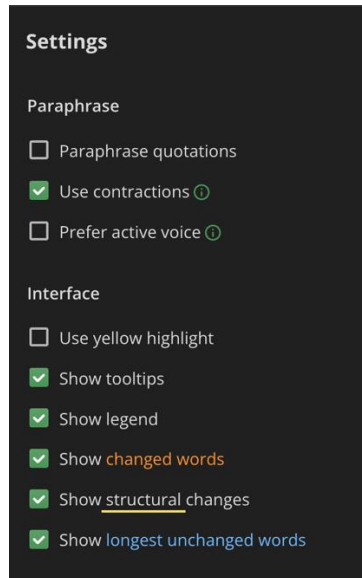 Settings
Paraphrase
Paraphrase quotations
Use contractions
Prefer active voice
Interface
Use yellow highlight
Show tooltips
Show legend
Show changed words
Show structural changes
Show longest unchanged words